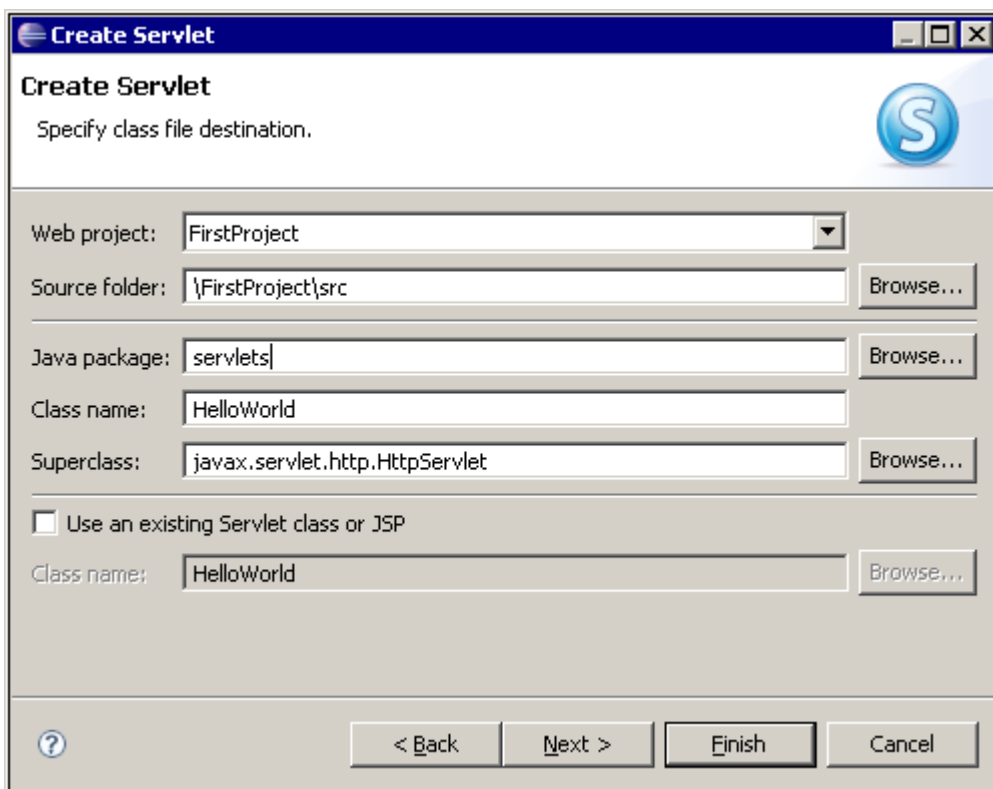 Create Servlet
Create Servlet
Specify class file destination.
S
Web project: FirstProject
Source folder: \FirstProject\src Browse...
Java package: servlets Browse...
Class name: HelloWorld
Superclass: javax.servlet.http.HttpServlet Browse...
Use an existing Servlet class or JSP
Class name: HelloWorld Browse...
? < Back Next > Finish Cancel